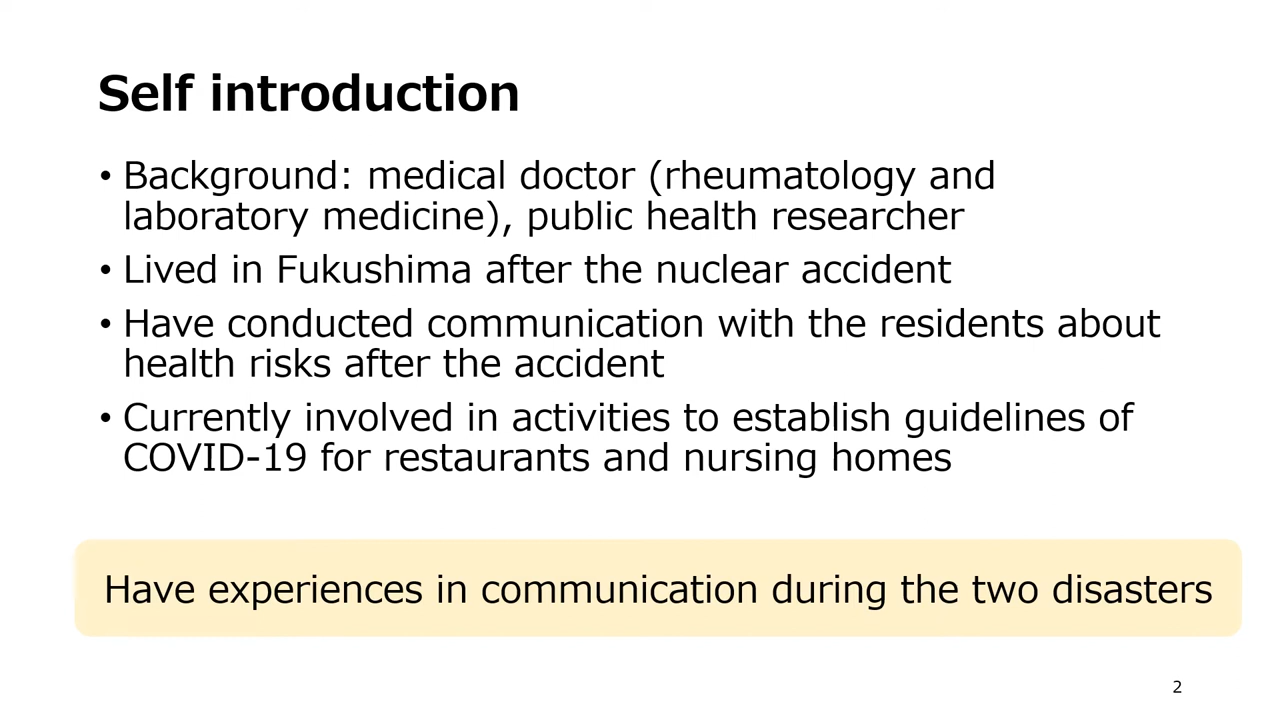 Self introduction
• Background: medical doctor (rheumatology and
laboratory medicine), public health researcher
• Lived in Fukushima after the nuclear accident
• Have conducted communication with the residents about
health risks after the accident
• Currently involved in activities to establish guidelines of
COVID-19 for restaurants and nursing homes
Have experiences in communication during the two disasters
2